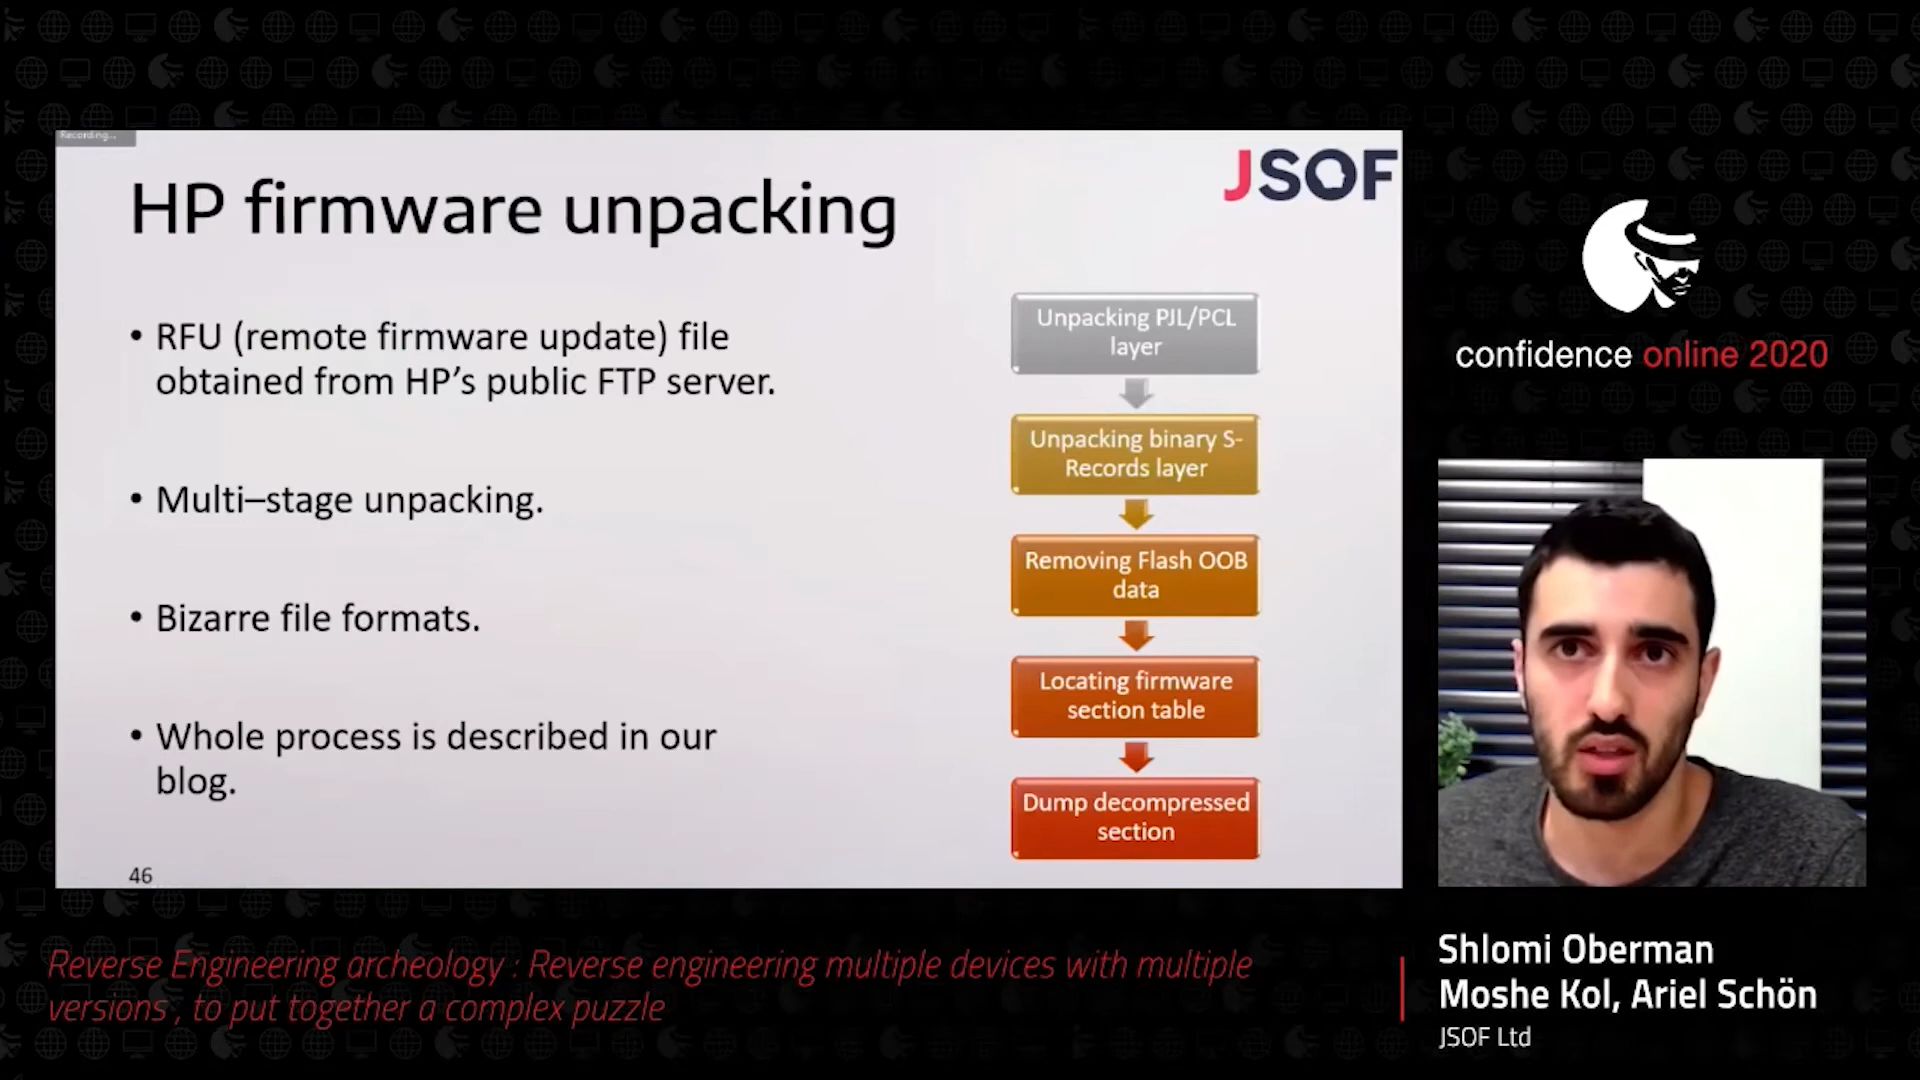 Recording...
JSOF
HP firmware unpacking
• RFU (remote firmware update) file
obtained from HP’s public FTP server.
• Multi–stage unpacking.
• Bizarre file formats.
• Whole process is described in our
blog.
46
Unpacking PJL/PCL
layer
Unpacking binary S-
Records layer
Removing Flash OOB
data
Locating firmware
section table
Dump decompressed
section
confidence online 2020
Reverse Engineering archeology : Reverse engineering multiple devices with multiple
versions , to put together a complex puzzle
Shlomi Oberman
Moshe Kol, Ariel Schön
JSOF Ltd